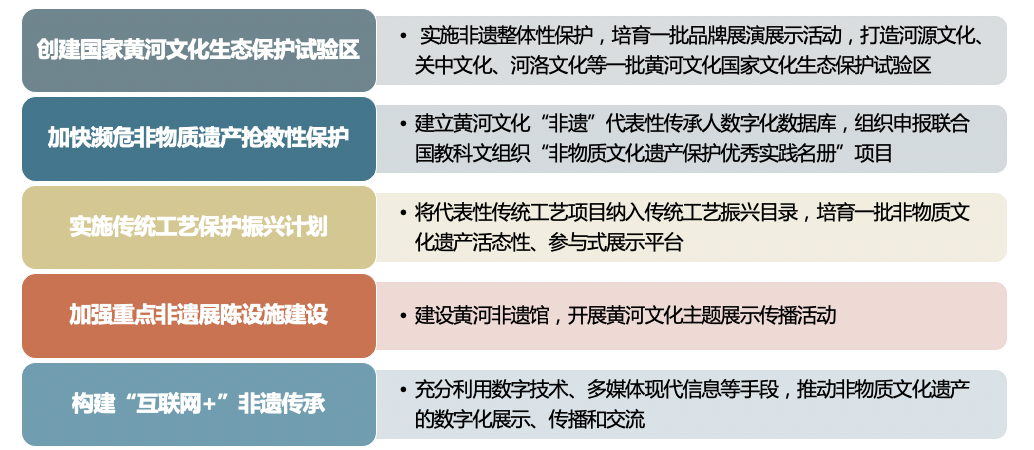 创建国家黄河文化生态保护试验区
• 实施非遗整体性保护，培育一批品牌展演展示活动，打造河源文化、
关中文化、河洛文化等一批黄河文化国家文化生态保护试验区
加快濒危非物质遗产抢救性保护
• 建立黄河文化“非遗”代表性传承人数字化数据库，组织申报联合
国教科文组织“非物质文化遗产保护优秀实践名册”项目
实施传统工艺保护振兴计划
• 将代表性传统工艺项目纳入传统工艺振兴目录，培育一批非物质文
化遗产活态性、参与式展示平台
加强重点非遗展陈设施建设
• 建设黄河非遗馆，开展黄河文化主题展示传播活动
构建“互联网+”非遗传承
• 充分利用数字技术、多媒体现代信息等手段，推动非物质文化遗产
的数字化展示、传播和交流